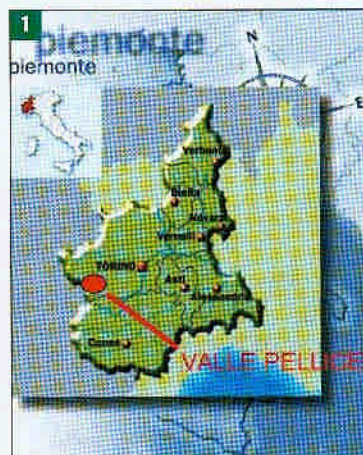 1
piemonte
piemonte
N
E
Verbania
Biella
Novara
Vercelli
TORINO
Asti
Alessandria
Cuneo
VALLE PELLICE